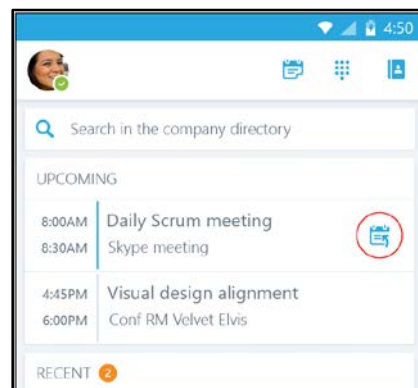 4:50
Search in the company directory
UPCOMING
8:00AM Daily Scrum meeting
8:30AM Skype meeting
4:45PM Visual design alignment
6:00PM Conf RM Velvet Elvis
RECENT 2